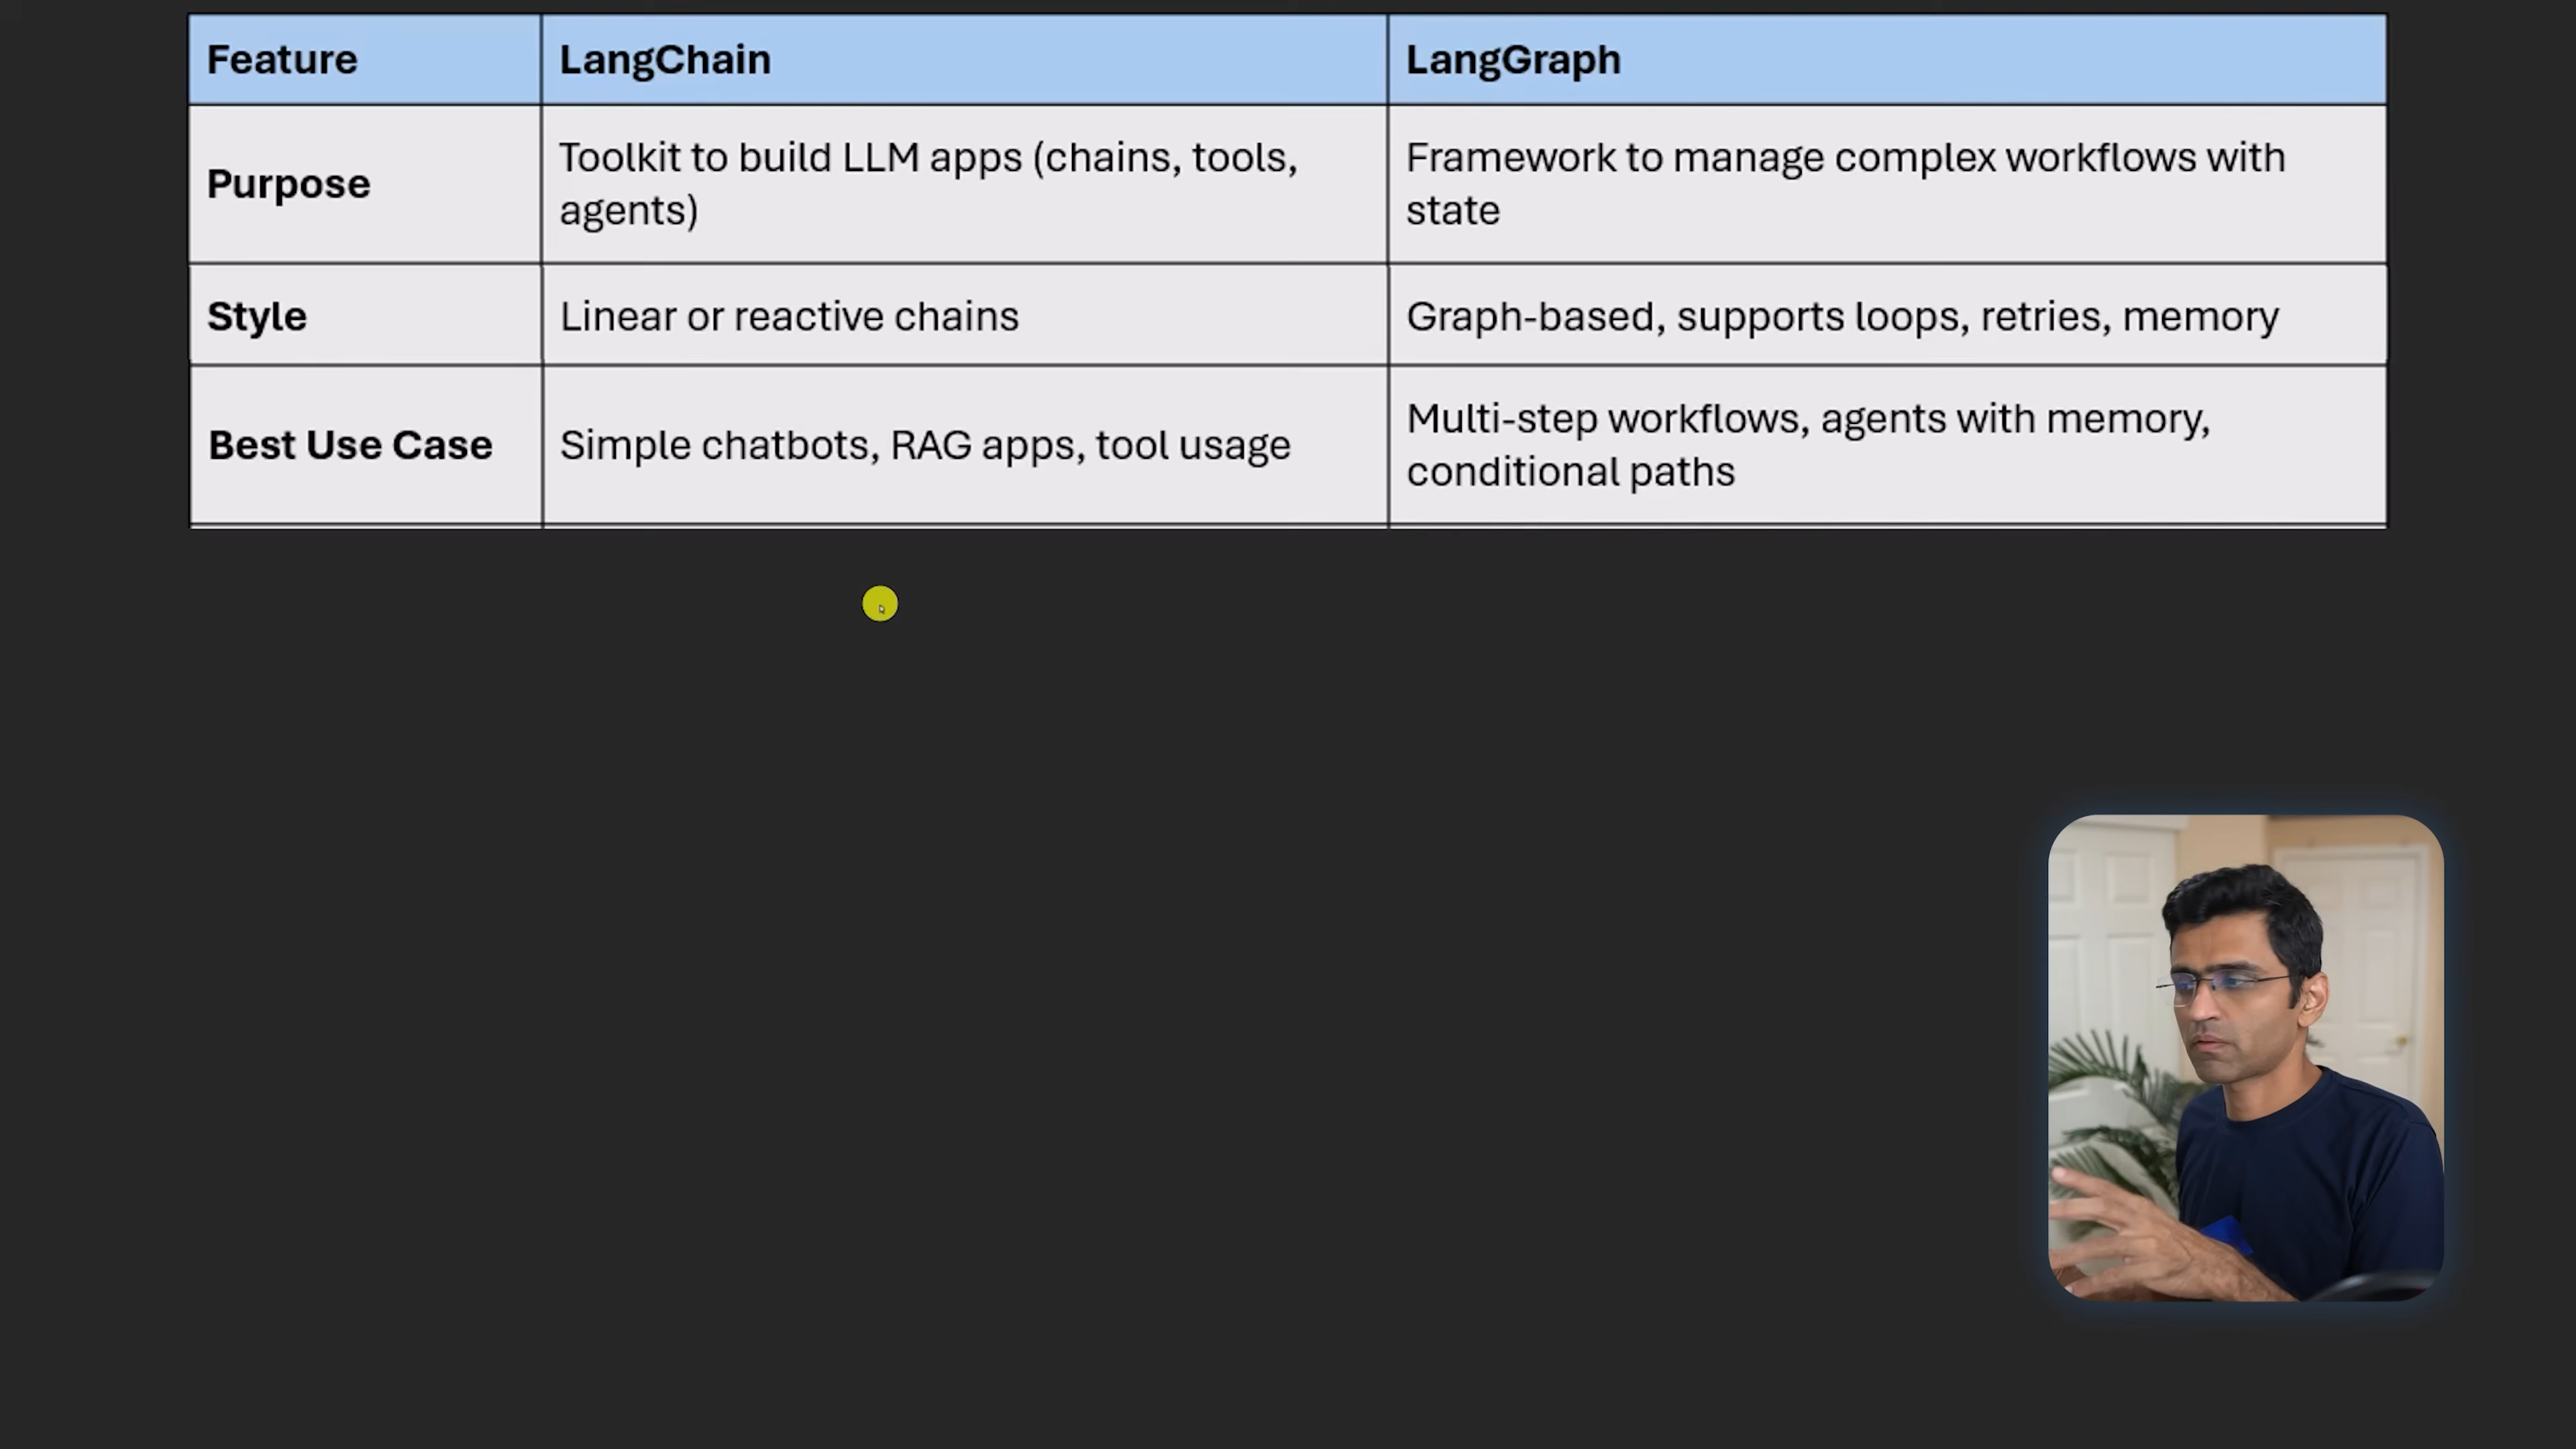 Feature
LangChain
LangGraph
Purpose
Toolkit to build LLM apps (chains, tools,
agents)
Framework to manage complex workflows with
state
Style
Linear or reactive chains
Graph-based, supports loops, retries, memory
Best Use Case
Simple chatbots, RAG apps, tool usage
Multi-step workflows, agents with memory,
conditional paths